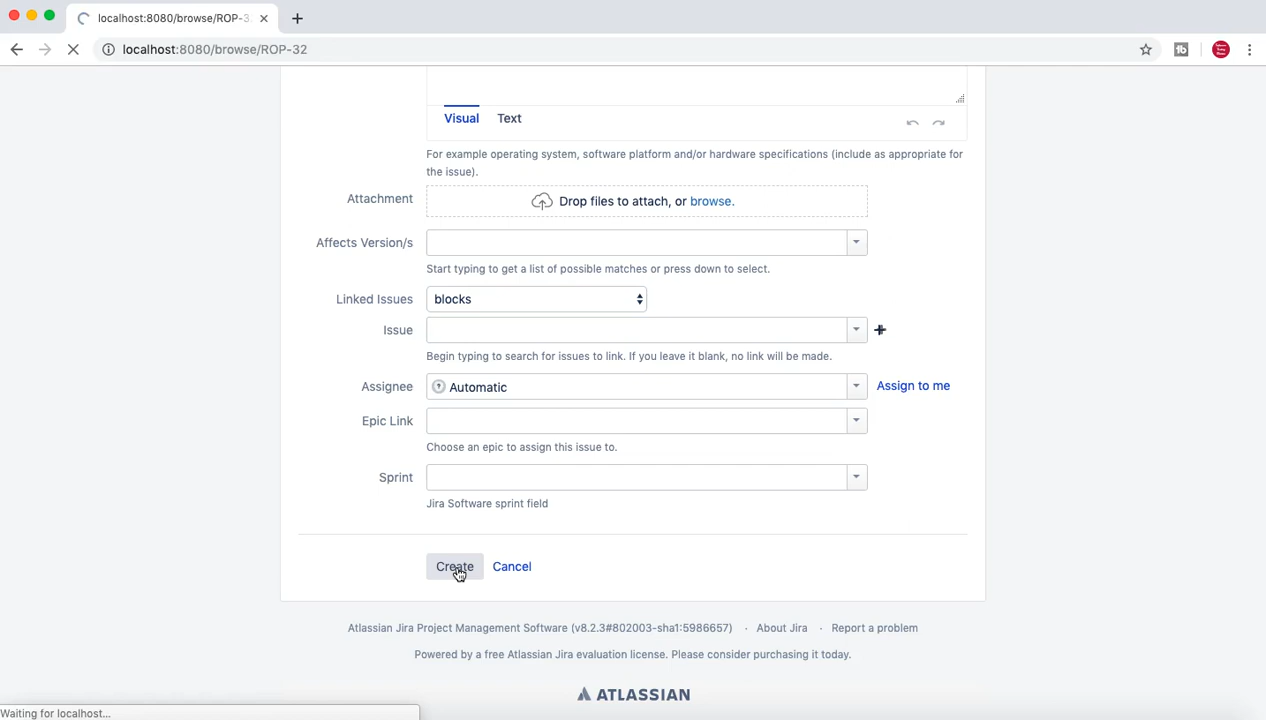 localhost:8080/browse/ROP-3
localhost:8080/browse/ROP-32
Visual Text
For example operating system, software platform and/or hardware specifications (include as appropriate for
the issue).
Attachment Drop files to attach, or browse.
Affects Version/s
Start typing to get a list of possible matches or press down to select.
Linked Issues blocks
Issue
Begin typing to search for issues to link. If you leave it blank, no link will be made.
Assignee Automatic Assign to me
Epic Link
Choose an epic to assign this issue to.
Sprint
Jira Software sprint field
Create Cancel
Atlassian Jira Project Management Software (v8.2.3#802003-sha1:5986657) · About Jira · Report a problem
Powered by a free Atlassian Jira evaluation license. Please consider purchasing it today.
ATLASSIAN
Waiting for localhost...